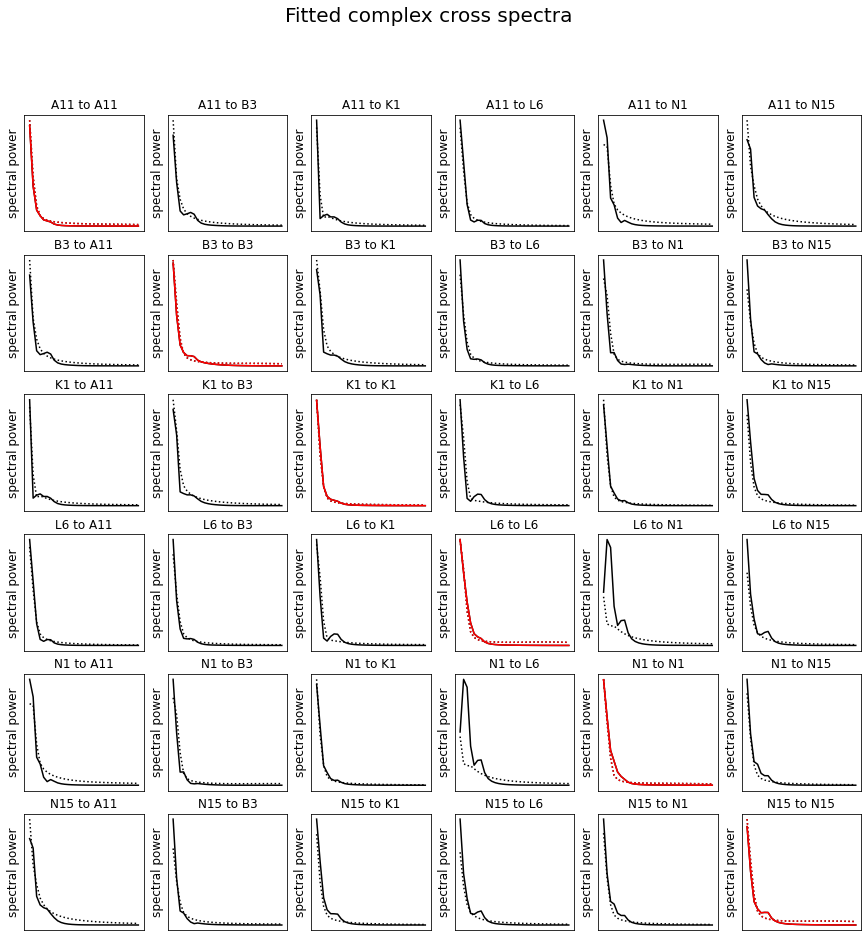 Fitted complex cross spectra
A11 to A11 A11 to B3 A11 to K1 A11 to L6 A11 to N1 A11 to N15
spectral power spectral power spectral power spectral power spectral power spectral power
B3 to A11 B3 to B3 B3 to K1 B3 to L6 B3 to N1 B3 to N15
spectral power spectral power spectral power spectral power spectral power spectral power
K1 to A11 K1 to B3 K1 to K1 K1 to L6 K1 to N1 K1 to N15
spectral power spectral power spectral power spectral power spectral power spectral power
L6 to A11 L6 to B3 L6 to K1 L6 to L6 L6 to N1 L6 to N15
spectral power spectral power spectral power spectral power spectral power spectral power
N1 to A11 N1 to B3 N1 to K1 N1 to L6 N1 to N1 N1 to N15
spectral power spectral power spectral power spectral power spectral power spectral power
N15 to A11 N15 to B3 N15 to K1 N15 to L6 N15 to N1 N15 to N15
spectral power spectral power spectral power spectral power spectral power spectral power